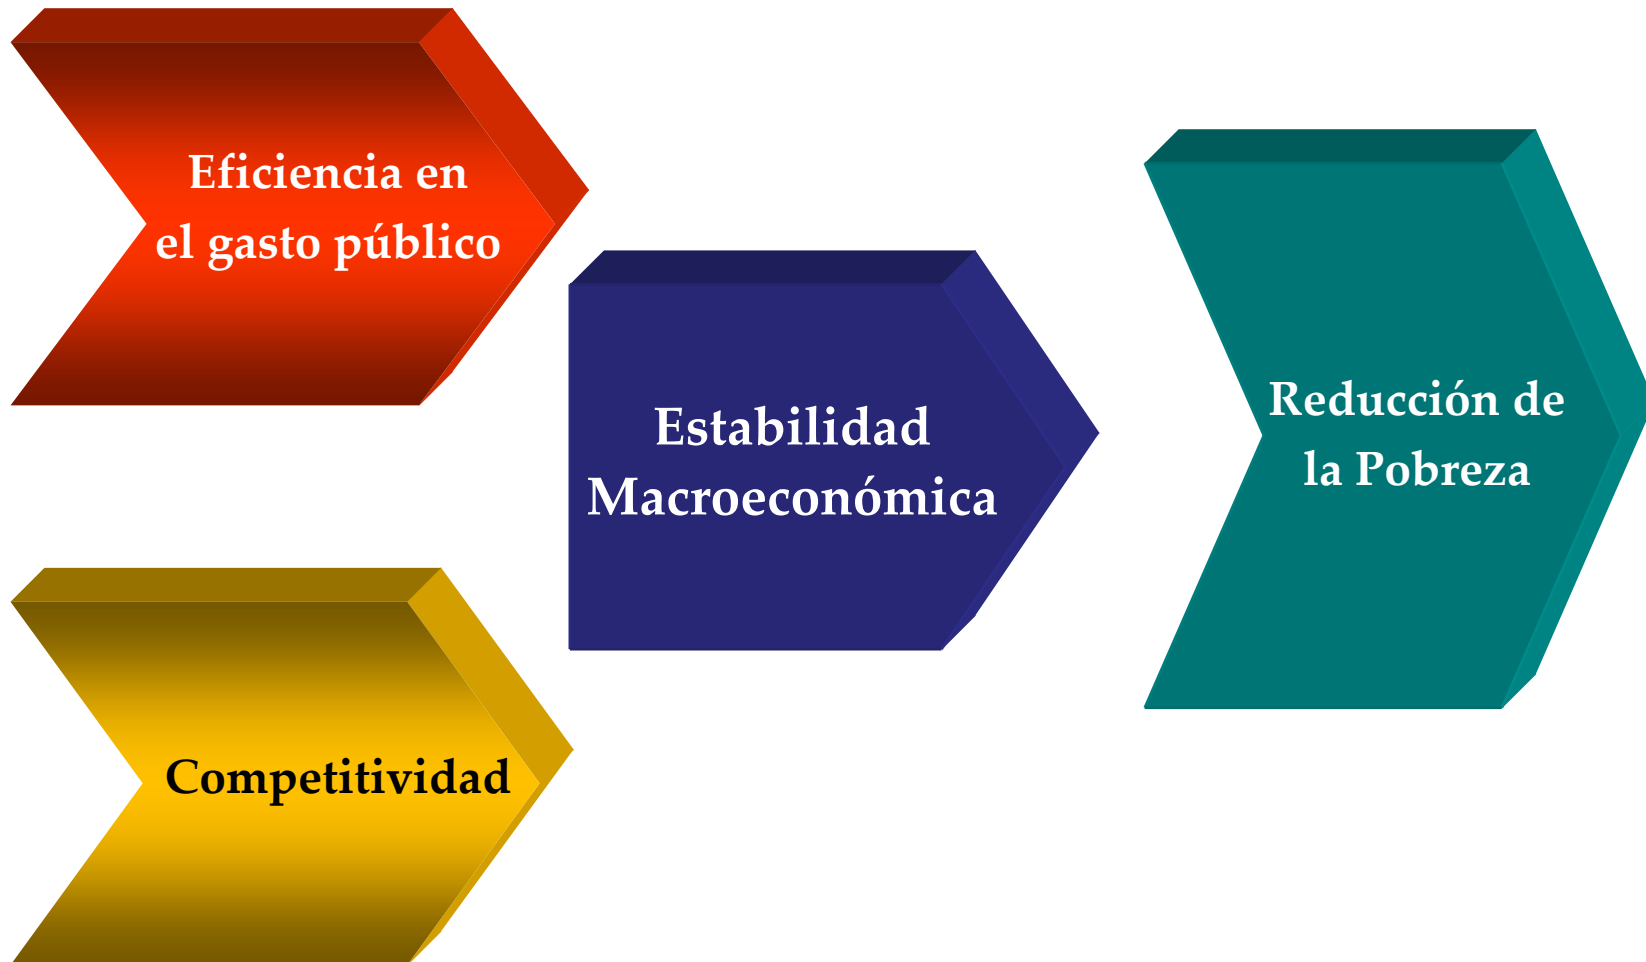 Eficiencia en
el gasto público
Estabilidad
Macroeconómica
Reducción de
la Pobreza
Competitividad